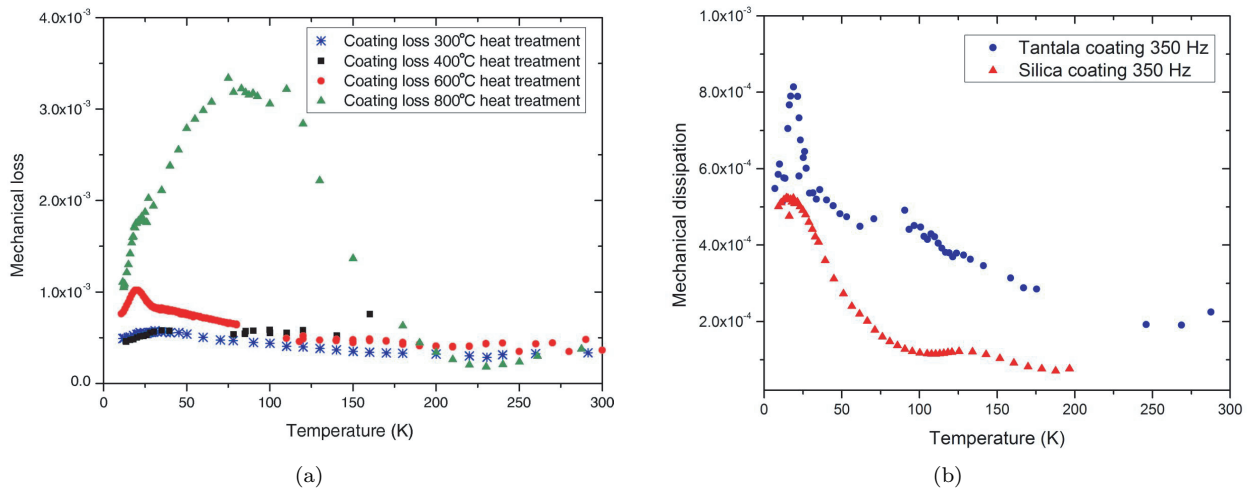 4.0x10⁻³
3.0x10⁻³
2.0x10⁻³
1.0x10⁻³
0.0
Mechanical loss
Coating loss 300°C heat treatment
Coating loss 400°C heat treatment
Coating loss 600°C heat treatment
Coating loss 800°C heat treatment
0 50 100 150 200 250 300
Temperature (K)
(a)
1.0x10⁻³
8.0x10⁻⁴
6.0x10⁻⁴
4.0x10⁻⁴
2.0x10⁻⁴
Mechanical dissipation
Tantala coating 350 Hz
Silica coating 350 Hz
0 50 100 150 200 250 300
Temperature (K)
(b)